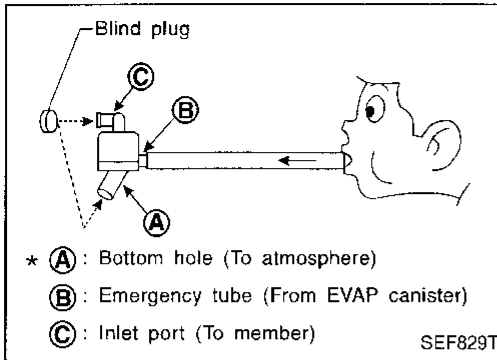 Blind plug
C
B
A
* A : Bottom hole (To atmosphere)
B : Emergency tube (From EVAP canister)
C : Inlet port (To member)
SEF829T